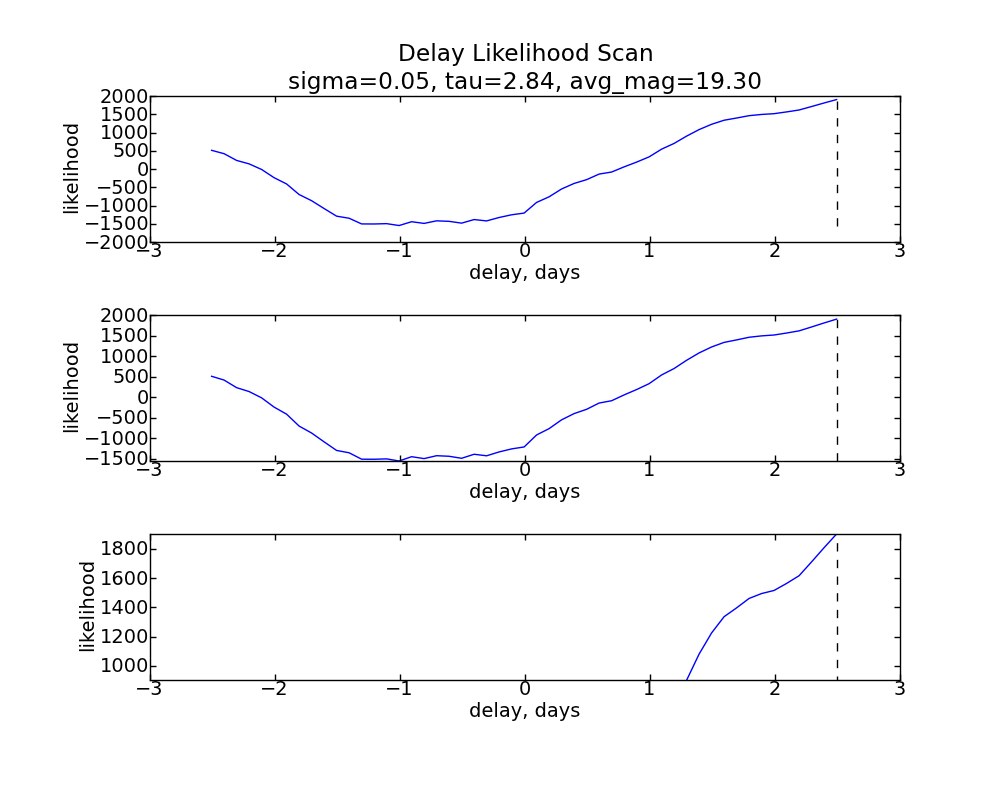 Delay Likelihood Scan
sigma=0.05, tau=2.84, avg_mag=19.30
likelihood
2000
1500
1000
500
0
−500
−1000
−1500
−2000
−3 −2 −1 0 1 2 3
delay, days
likelihood
2000
1500
1000
500
0
−500
−1000
−1500
−3 −2 −1 0 1 2 3
delay, days
likelihood
1800
1600
1400
1200
1000
−3 −2 −1 0 1 2 3
delay, days